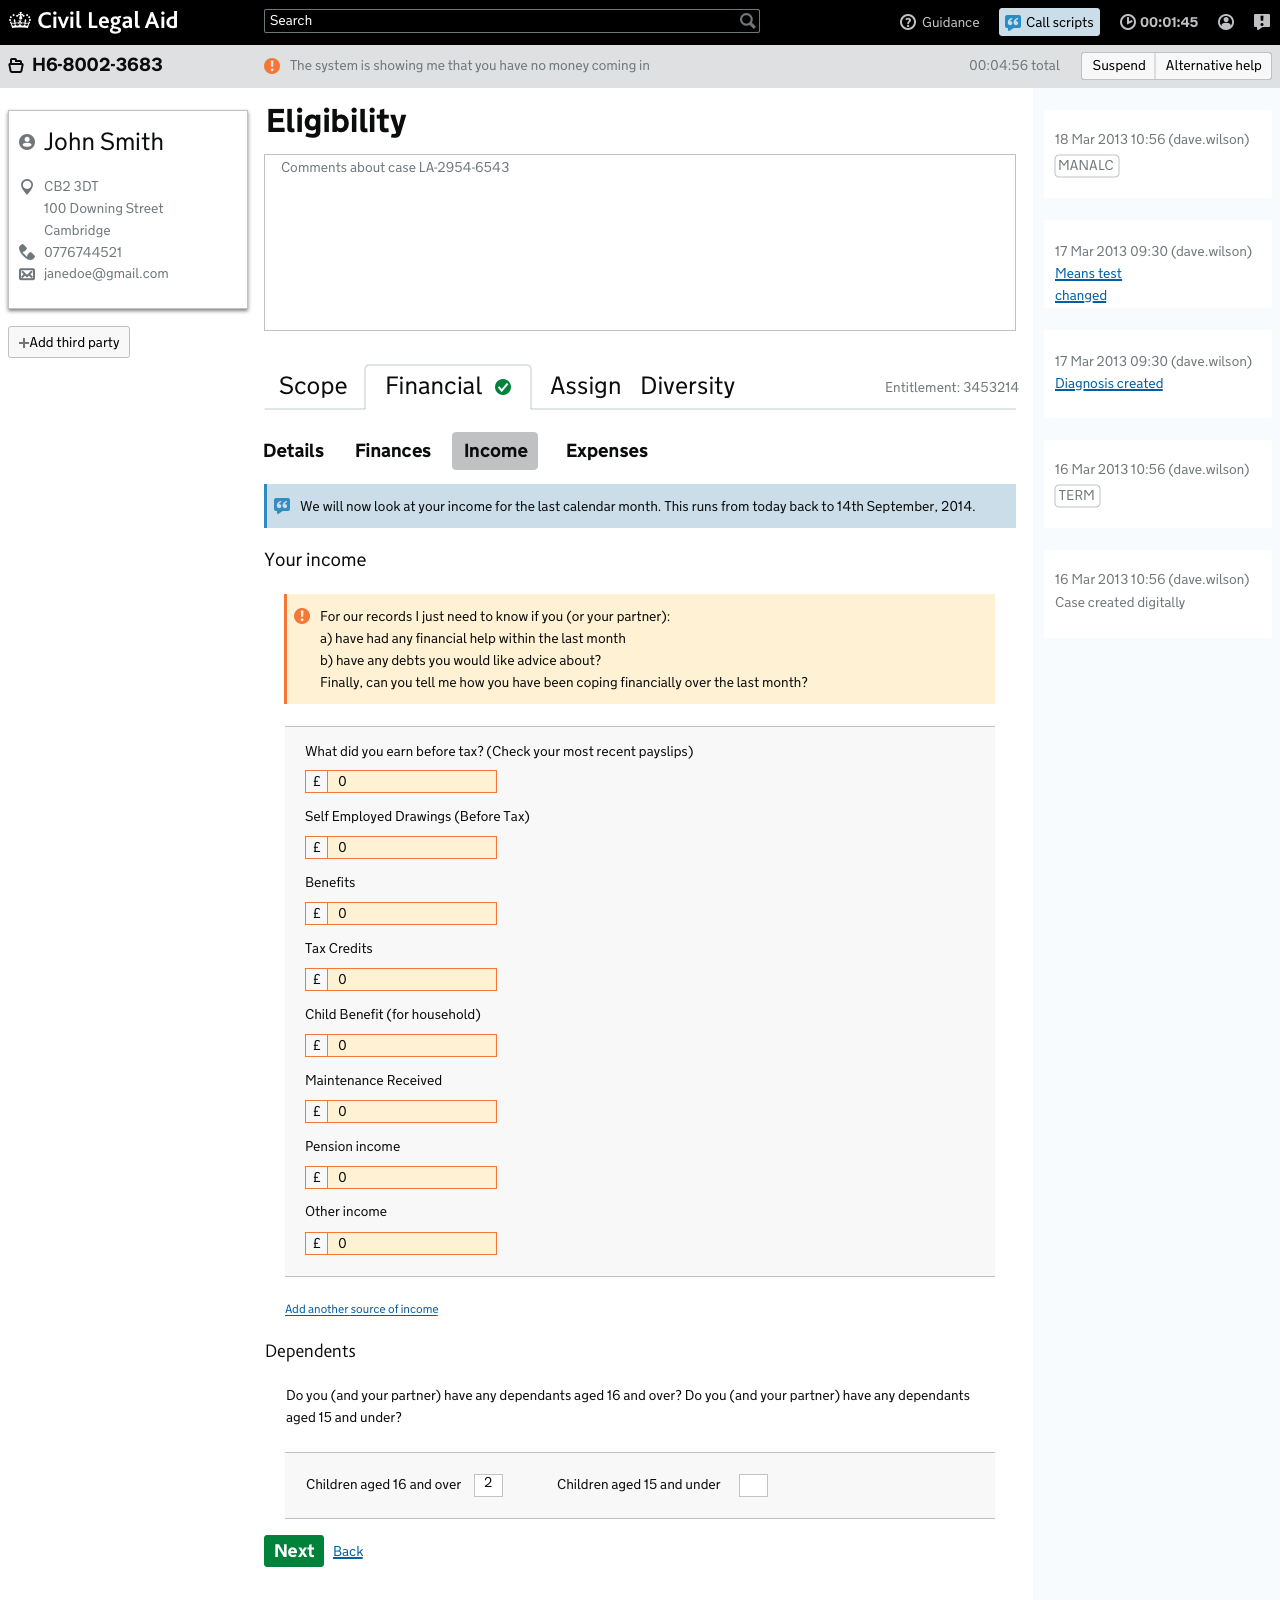 Civil Legal Aid
Search
Guidance
Call scripts
00:01:45
H6-8002-3683
The system is showing me that you have no money coming in
00:04:56 total
Suspend
Alternative help
John Smith
CB2 3DT
100 Downing Street
Cambridge
0776744521
janedoe@gmail.com
+Add third party
Eligibility
Comments about case LA-2954-6543
Scope
Financial
Assign
Diversity
Entitlement: 3453214
Details
Finances
Income
Expenses
We will now look at your income for the last calendar month. This runs from today back to 14th September, 2014.
Your income
For our records I just need to know if you (or your partner):
a) have had any financial help within the last month
b) have any debts you would like advice about?
Finally, can you tell me how you have been coping financially over the last month?
What did you earn before tax? (Check your most recent payslips)
£ 0
Self Employed Drawings (Before Tax)
£ 0
Benefits
£ 0
Tax Credits
£ 0
Child Benefit (for household)
£ 0
Maintenance Received
£ 0
Pension income
£ 0
Other income
£ 0
Add another source of income
Dependents
Do you (and your partner) have any dependants aged 16 and over? Do you (and your partner) have any dependants
aged 15 and under?
Children aged 16 and over 2
Children aged 15 and under
Next
Back
18 Mar 2013 10:56 (dave.wilson)
MANALC
17 Mar 2013 09:30 (dave.wilson)
Means test
changed
17 Mar 2013 09:30 (dave.wilson)
Diagnosis created
16 Mar 2013 10:56 (dave.wilson)
TERM
16 Mar 2013 10:56 (dave.wilson)
Case created digitally